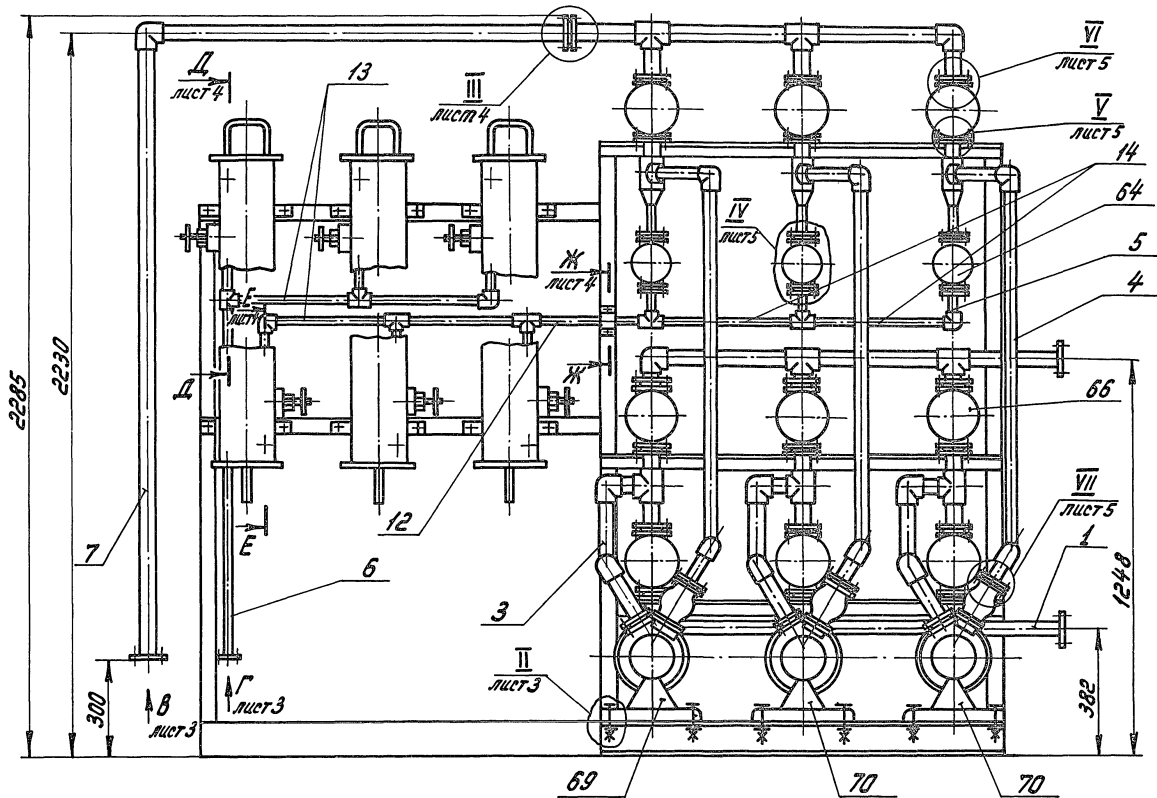 Д
лист 4
13
III
лист 4
VI
лист 5
V
лист 5
14
64
IV
лист 5
5
Ж
лист 4
4
Е
2285
2230
Д
Ж
66
VII
лист 5
12
Е
7
6
3
1
1248
II
лист 3
300
В
лист 3
Г
лист 3
382
69
70
70